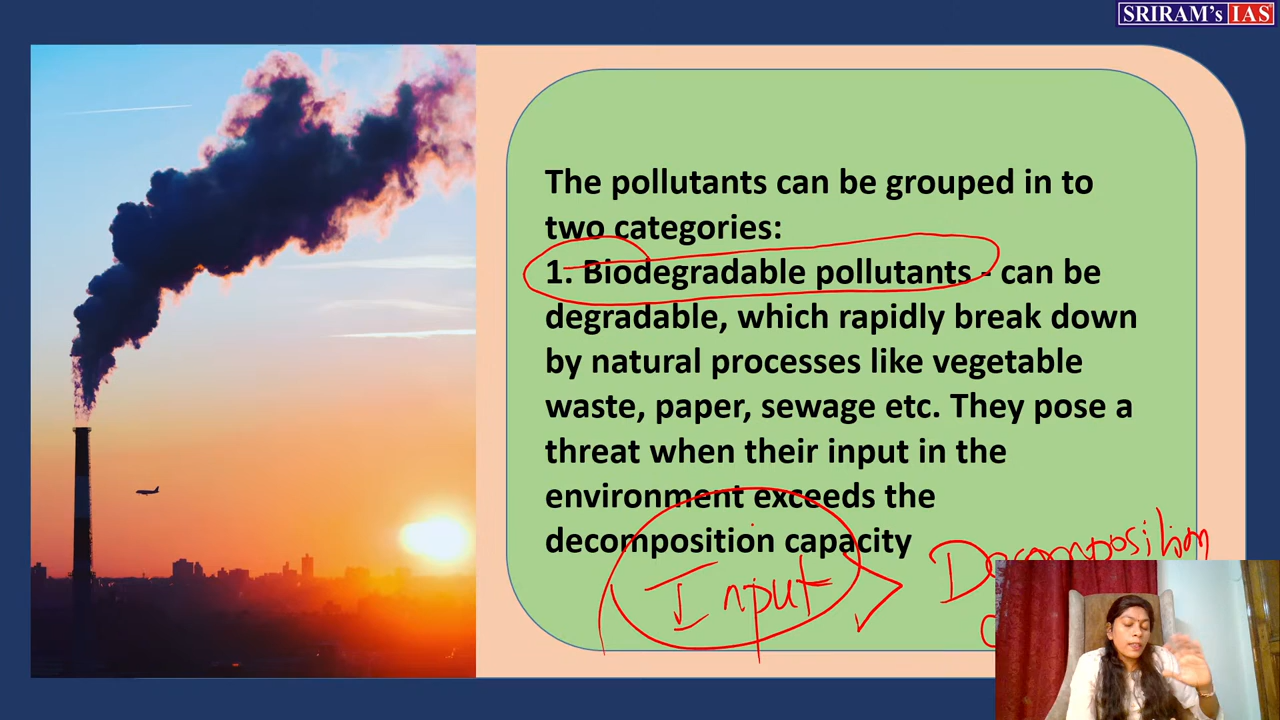 SRIRAM's IAS
The pollutants can be grouped in to
two categories:
1. Biodegradable pollutants - can be
degradable, which rapidly break down
by natural processes like vegetable
waste, paper, sewage etc. They pose a
threat when their input in the
environment exceeds the
decomposition capacity
Input > Decomposition